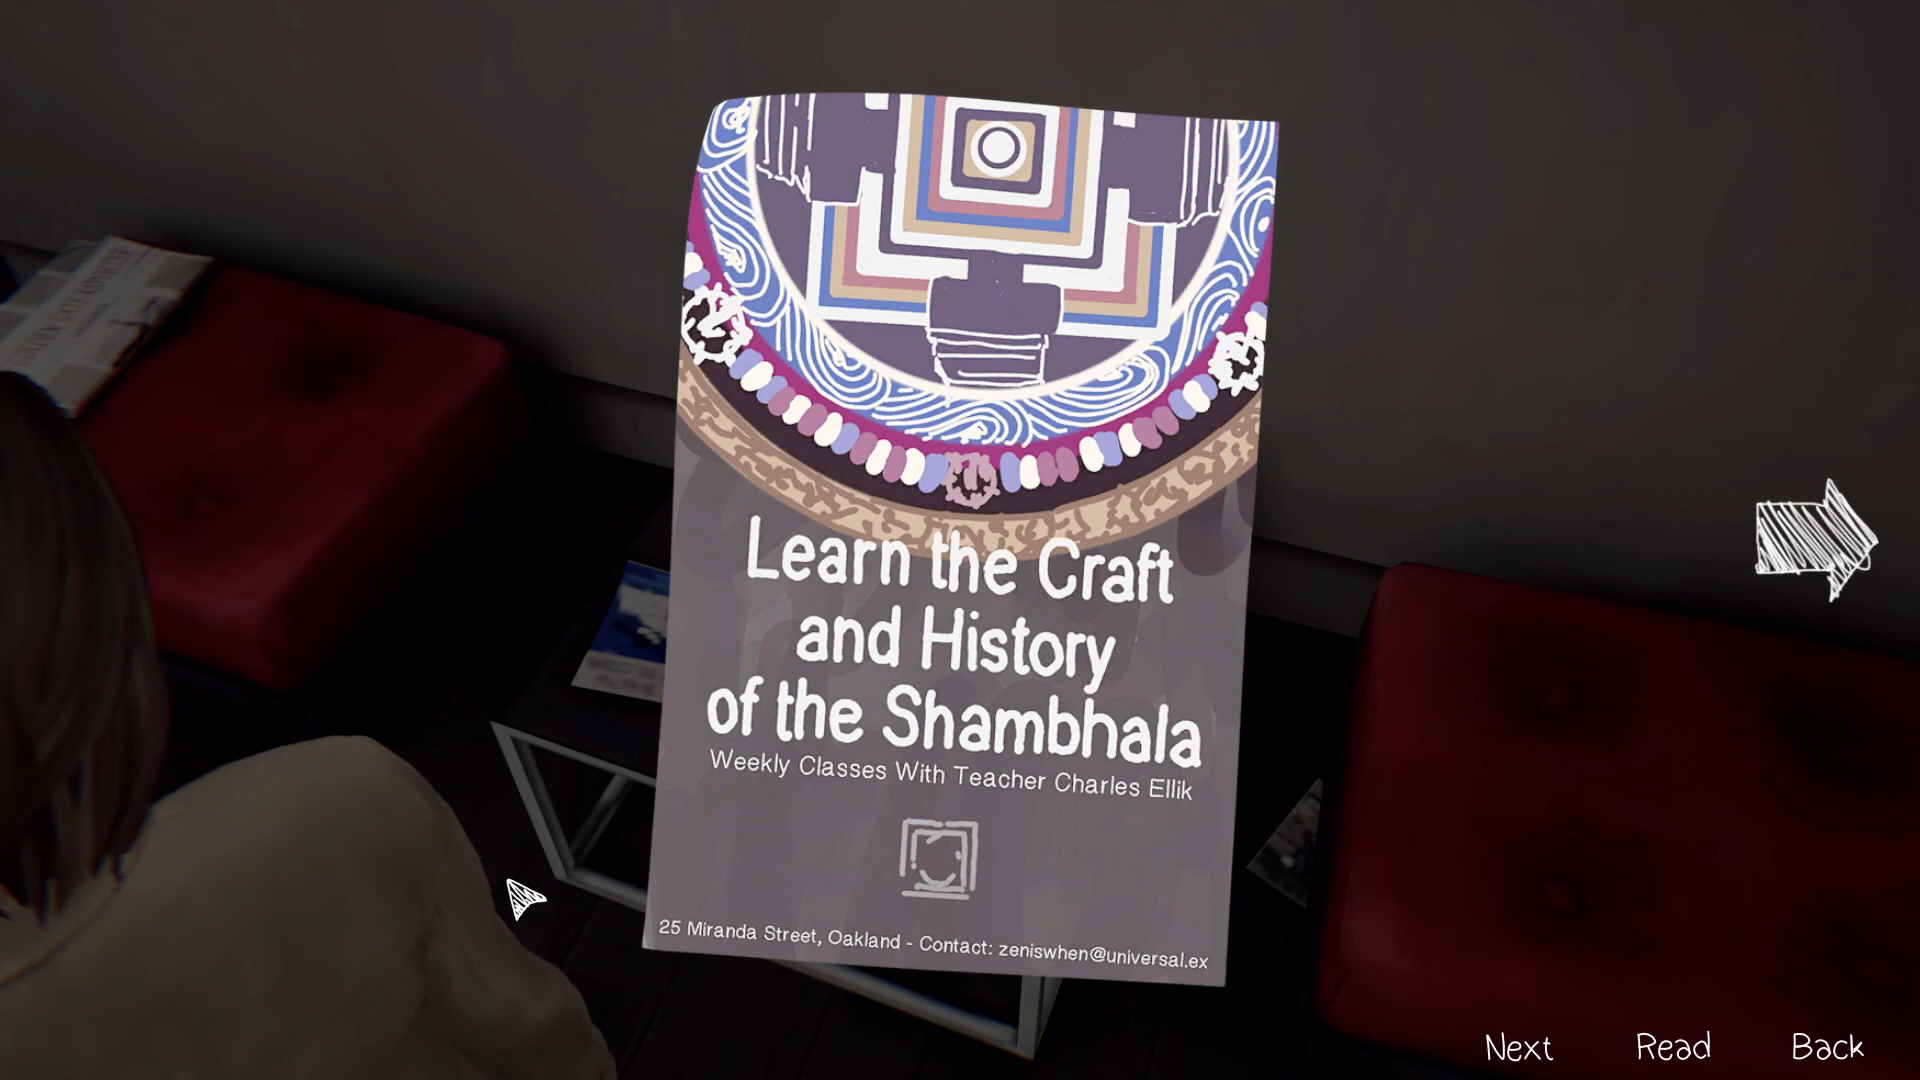 Learn the Craft
and History
of the Shambhala
Weekly Classes With Teacher Charles Ellik
25 Miranda Street, Oakland - Contact: zeniswhen@universal.ex
Next Read Back